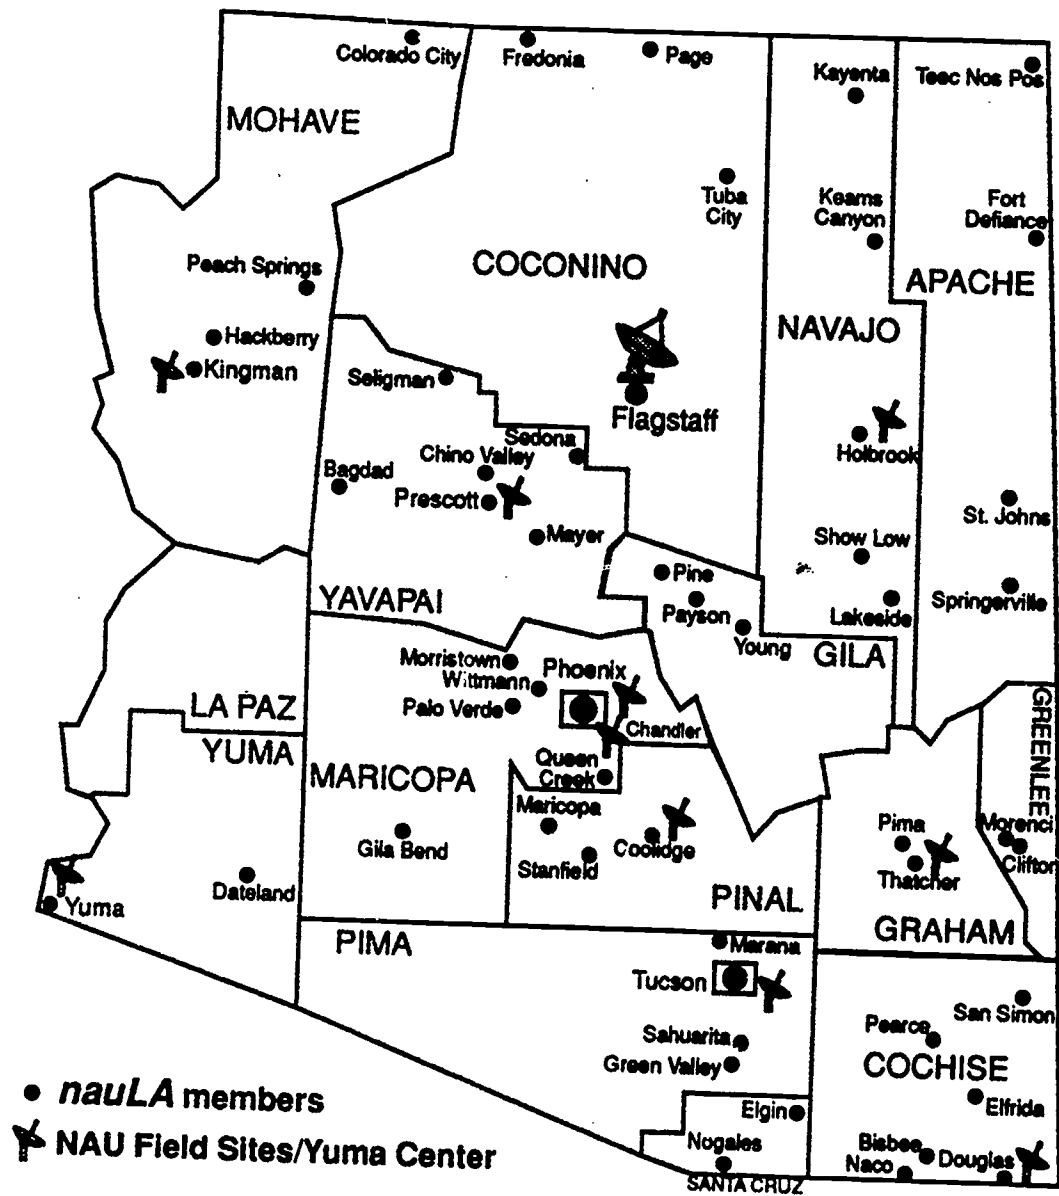 Colorado City
Fredonia
Page
Kayenta
Teec Nos Pos
MOHAVE
Tuba
City
Keams
Canyon
Fort
Defiance
Peach Springs
COCONINO
APACHE
Hackberry
NAVAJO
Kingman
Seligman
Flagstaff
Sedona
Holbrook
Chino Valley
Bagdad
Prescott
St. Johns
Mayer
Show Low
Pine
YAVAPAI
Payson
Lakeside
Springerville
Young
GILA
Morristown
Phoenix
Wittmann
LA PAZ
Palo Verde
GREENLEE
Chandler
YUMA
Queen
Creek
MARICOPA
Maricopa
Pima
Morenci
Gila Bend
Coolidge
Clifton
Stanfield
Thatcher
Dateland
Yuma
PINAL
GRAHAM
PIMA
Marana
Tucson
San Simon
Pearce
Sahuarita
Green Valley
COCHISE
nauLA members
Elgin
Elfrida
NAU Field Sites/Yuma Center
Nogales
Bisbee
Naco
Douglas
SANTA CRUZ